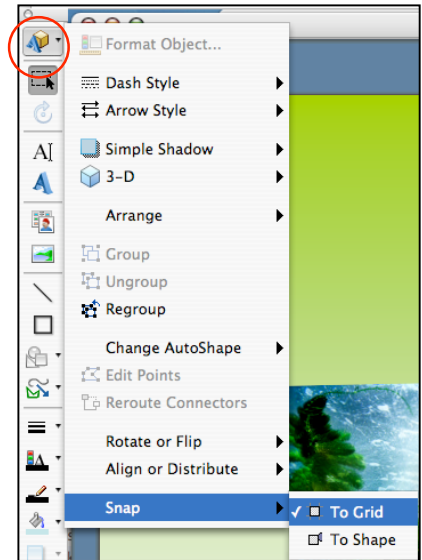 Format Object...
Dash Style
Arrow Style
Simple Shadow
3-D
Arrange
Group
Ungroup
Regroup
Change AutoShape
Edit Points
Reroute Connectors
Rotate or Flip
Align or Distribute
Snap
To Grid
To Shape